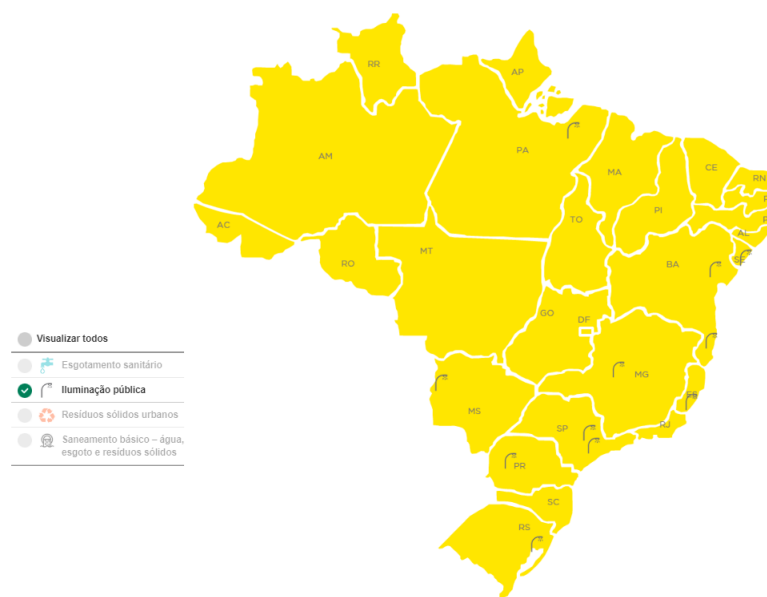 RR
AP
AM
PA
MA
CE
RN
P
P
PI
TO
AL
SE
AC
MT
RO
BA
GO
DF
MG
ES
MS
SP
RJ
PR
SC
RS
Visualizar todos
Esgotamento sanitário
Iluminação pública
Resíduos sólidos urbanos
Saneamento básico – água,
esgoto e resíduos sólidos